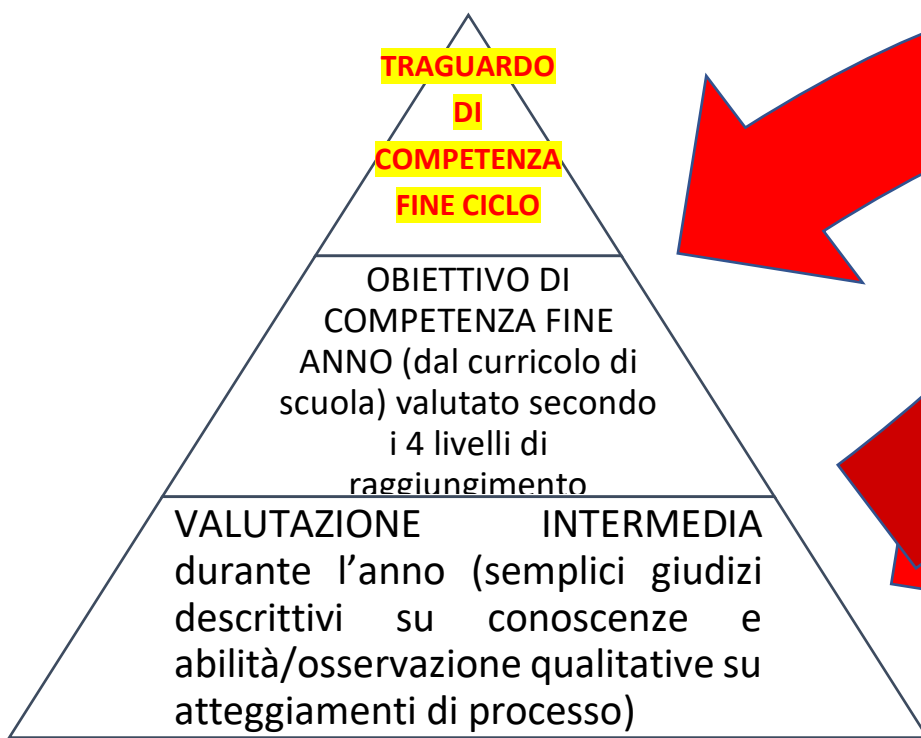 TRAGUARDO
DI
COMPETENZA
FINE CICLO
OBIETTIVO DI
COMPETENZA FINE
ANNO (dal curricolo di
scuola) valutato secondo
i 4 livelli di
raggiungimento
VALUTAZIONE INTERMEDIA
durante l’anno (semplici giudizi
descrittivi su conoscenze e
abilità/osservazione qualitative su
atteggiamenti di processo)